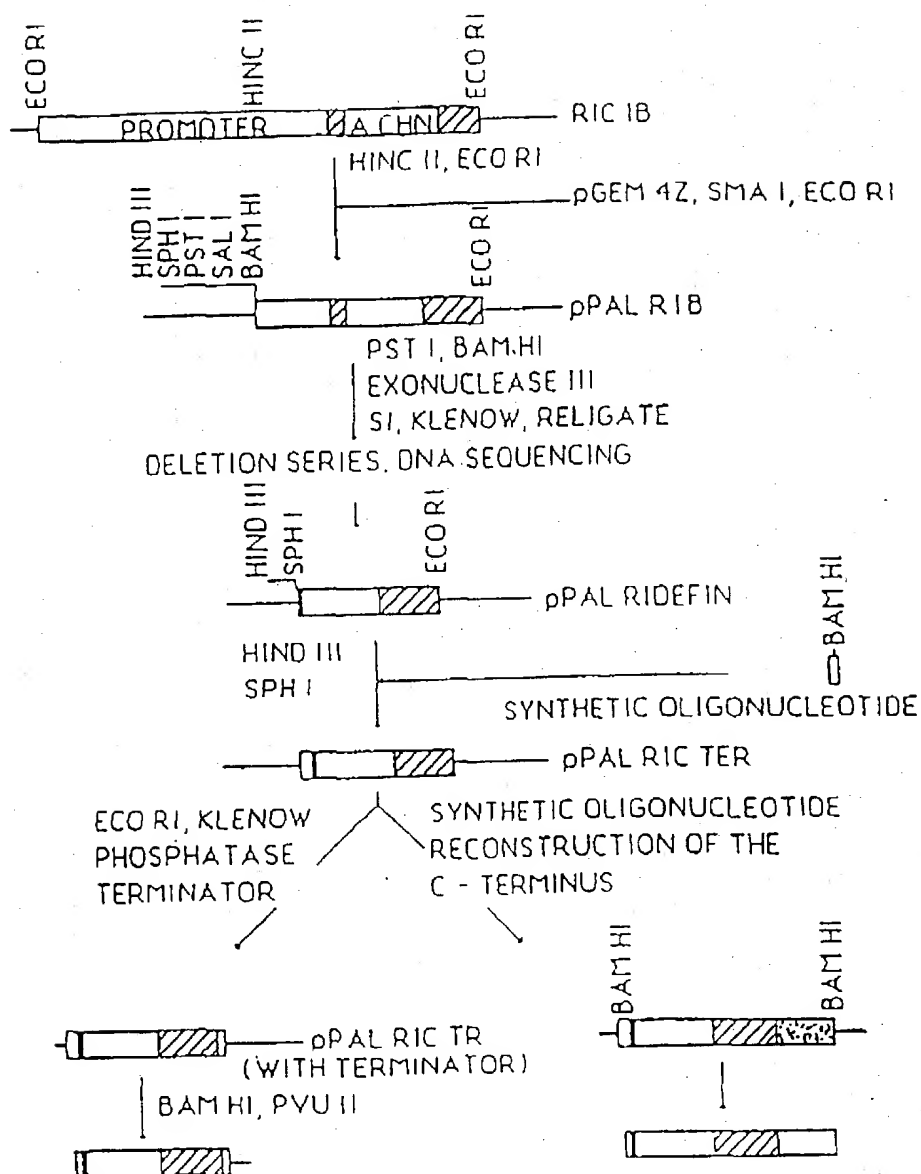 ECO RI
HINC II
ECO RI
PROMOTER
A CHN
RIC IB
HINC II, ECO RI
pGEM 4Z, SMA I, ECO RI
HIND III
SPH I
PST I
SAL I
BAM HI
ECO RI
pPAL RIB
PST I, BAM.HI
EXONUCLEASE III
SI, KLENOW, RELIGATE
DELETION SERIES, DNA SEQUENCING
HIND III
SPH I
ECO RI
pPAL RIDEFIN
BAM HI
HIND III
SPH I
SYNTHETIC OLIGONUCLEOTIDE
pPAL RIC TER
ECO RI, KLENOW
PHOSPHATASE
TERMINATOR
SYNTHETIC OLIGONUCLEOTIDE
RECONSTRUCTION OF THE
C - TERMINUS
BAM HI
BAM HI
pPAL RIC TR
(WITH TERMINATOR)
BAM HI, PVU II